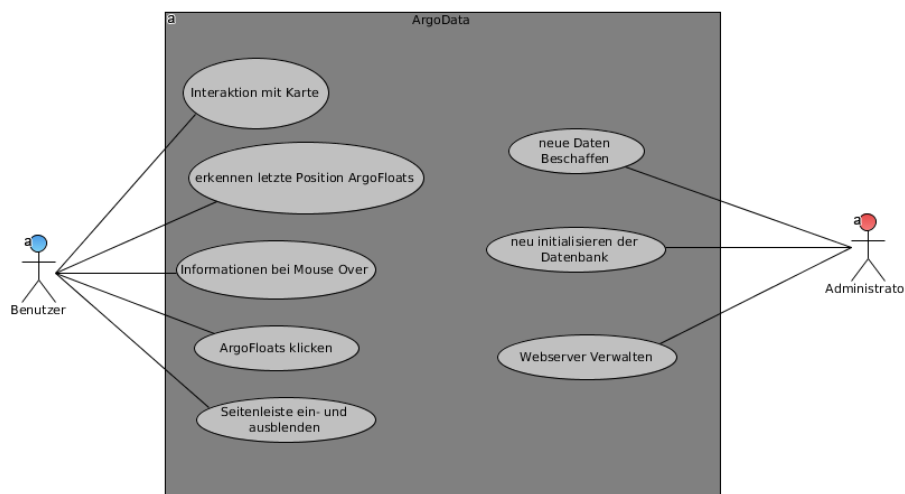 a
ArgoData
Interaktion mit Karte
erkennen letzte Position ArgoFloats
Informationen bei Mouse Over
ArgoFloats klicken
Seitenleiste ein- und
ausblenden
neue Daten
Beschaffen
neu initialisieren der
Datenbank
Webserver Verwalten
a
Benutzer
a
Administrato